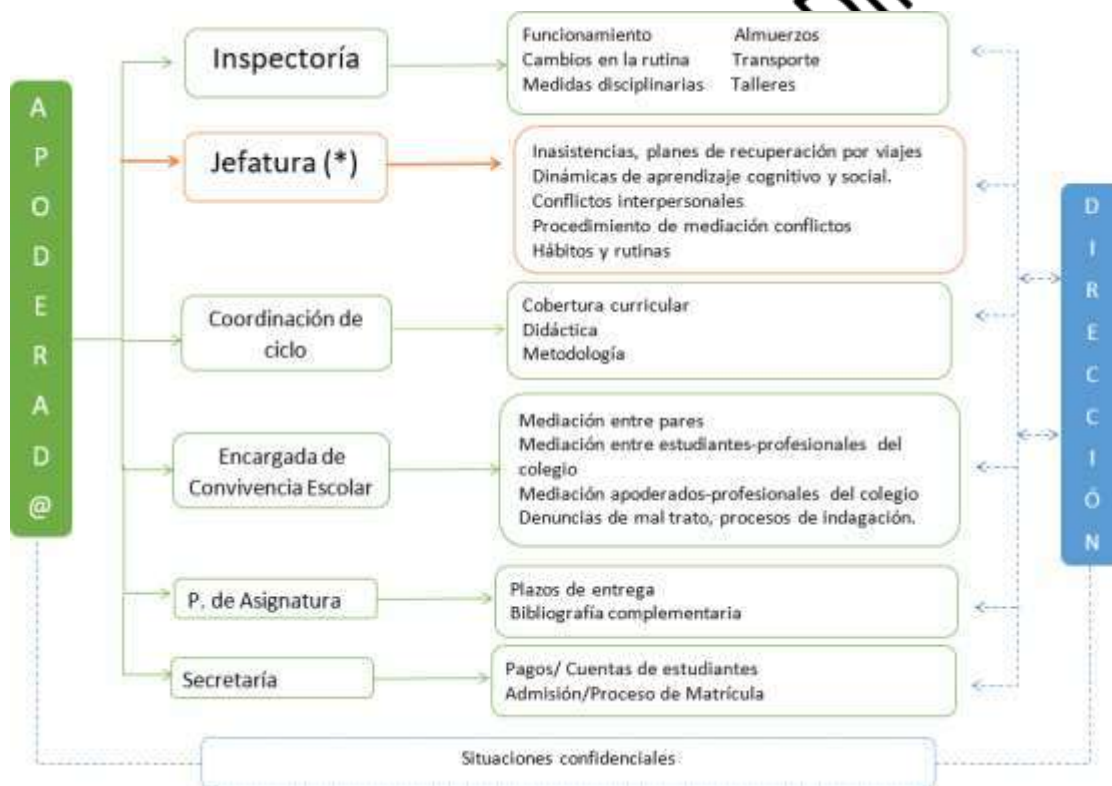 APODERAD@
Inspectoría
Funcionamiento Almuerzos
Cambios en la rutina Transporte
Medidas disciplinarias Talleres
Jefatura (*)
Inasistencias, planes de recuperación por viajes
Dinámicas de aprendizaje cognitivo y social.
Conflictos interpersonales
Procedimiento de mediación conflictos
Hábitos y rutinas
Coordinación de
ciclo
Cobertura curricular
Didáctica
Metodología
Encargada de
Convivencia Escolar
Mediación entre pares
Mediación entre estudiantes-profesionales del
colegio
Mediación apoderados-profesionales del colegio
Denuncias de mal trato, procesos de indagación.
P. de Asignatura
Plazos de entrega
Bibliografía complementaria
Secretaría
Pagos/ Cuentas de estudiantes
Admisión/Proceso de Matrícula
DIRECCIÓN
Situaciones confidenciales